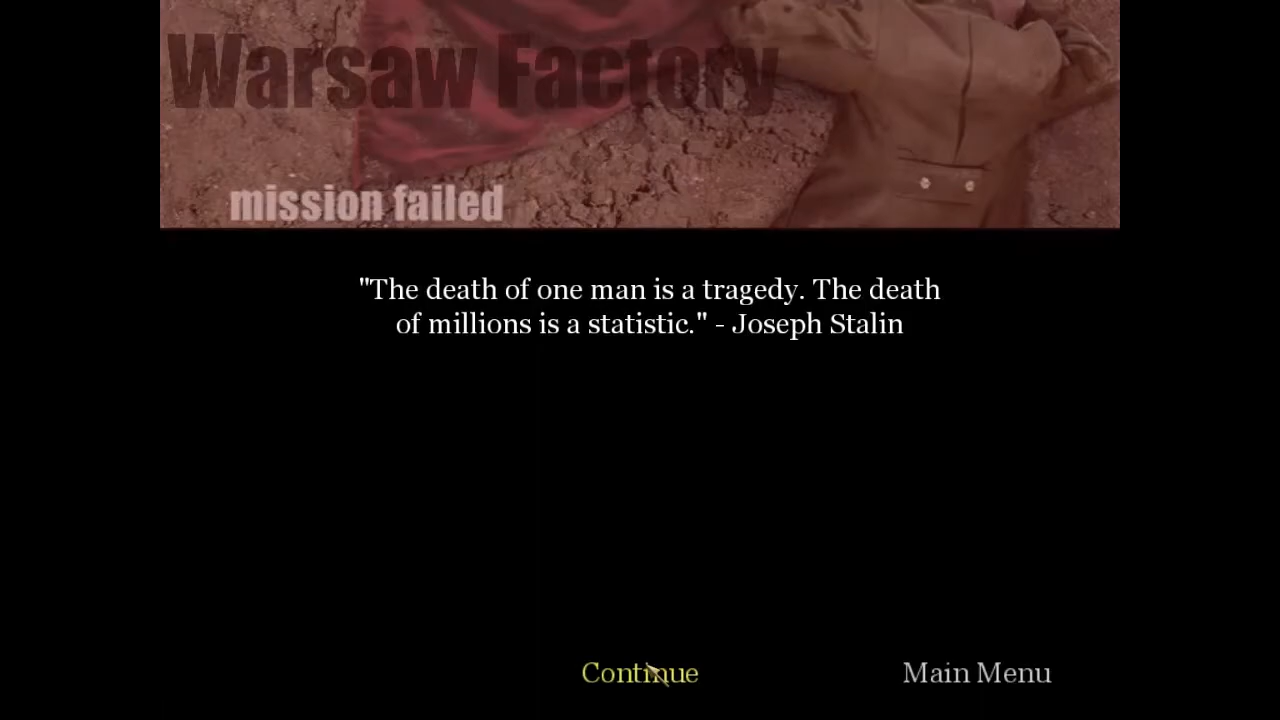 Warsaw Factory
mission failed
"The death of one man is a tragedy. The death
of millions is a statistic." - Joseph Stalin
Continue
Main Menu